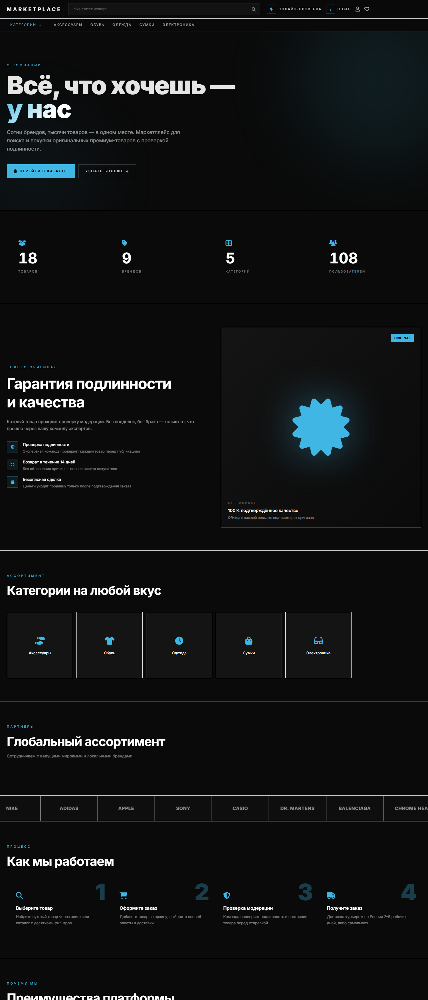 MARKETPLACE
nike cortez women
ОНЛАЙН-ПРОВЕРКА
О НАС
КАТЕГОРИИ
АКСЕССУАРЫ
ОБУВЬ
ОДЕЖДА
СУМКИ
ЭЛЕКТРОНИКА
О КОМПАНИИ
Всё, что хочешь —
у нас
Сотни брендов, тысячи товаров — в одном месте. Маркетплейс для
поиска и покупки оригинальных премиум-товаров с проверкой
подлинности.
ПЕРЕЙТИ В КАТАЛОГ
УЗНАТЬ БОЛЬШЕ
18
ТОВАРОВ
9
БРЕНДОВ
5
КАТЕГОРИЙ
108
ПОЛЬЗОВАТЕЛЕЙ
ТОЛЬКО ОРИГИНАЛ
Гарантия подлинности
и качества
Каждый товар проходит проверку модерации. Без подделок, без брака — только то, что
прошло через нашу команду экспертов.
Проверка подлинности
Экспертная команда проверяет каждый товар перед публикацией
Возврат в течение 14 дней
Без объяснения причин — полная защита покупателя
Безопасная сделка
Деньги уходят продавцу только после подтверждения заказа
ORIGINAL
СЕРТИФИКАТ
100% подтверждённое качество
QR-код в каждой посылке подтверждает оригинал
АССОРТИМЕНТ
Категории на любой вкус
Аксессуары
Обувь
Одежда
Сумки
Электроника
ПАРТНЁРЫ
Глобальный ассортимент
Сотрудничаем с ведущими мировыми и локальными брендами
NIKE
ADIDAS
APPLE
SONY
CASIO
DR. MARTENS
BALENCIAGA
CHROME HEA
ПРОЦЕСС
Как мы работаем
1
Выберите товар
Найдите нужный товар через поиск или
каталог с десятками фильтров
2
Оформите заказ
Добавьте товар в корзину, выберите способ
оплаты и доставки
3
Проверка модерации
Команда проверяет подлинность и состояние
товара перед отправкой
4
Получите заказ
Доставка курьером по России 2–5 рабочих
дней, либо самовывоз
ПОЧЕМУ МЫ
Преимущества платформы